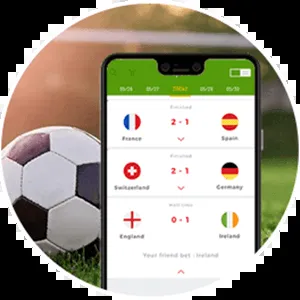 Finished
2 - 1
France
Spain
Finished
2 - 1
Switzerland
Germany
0 - 1
England
Ireland
Your friend bet : Ireland